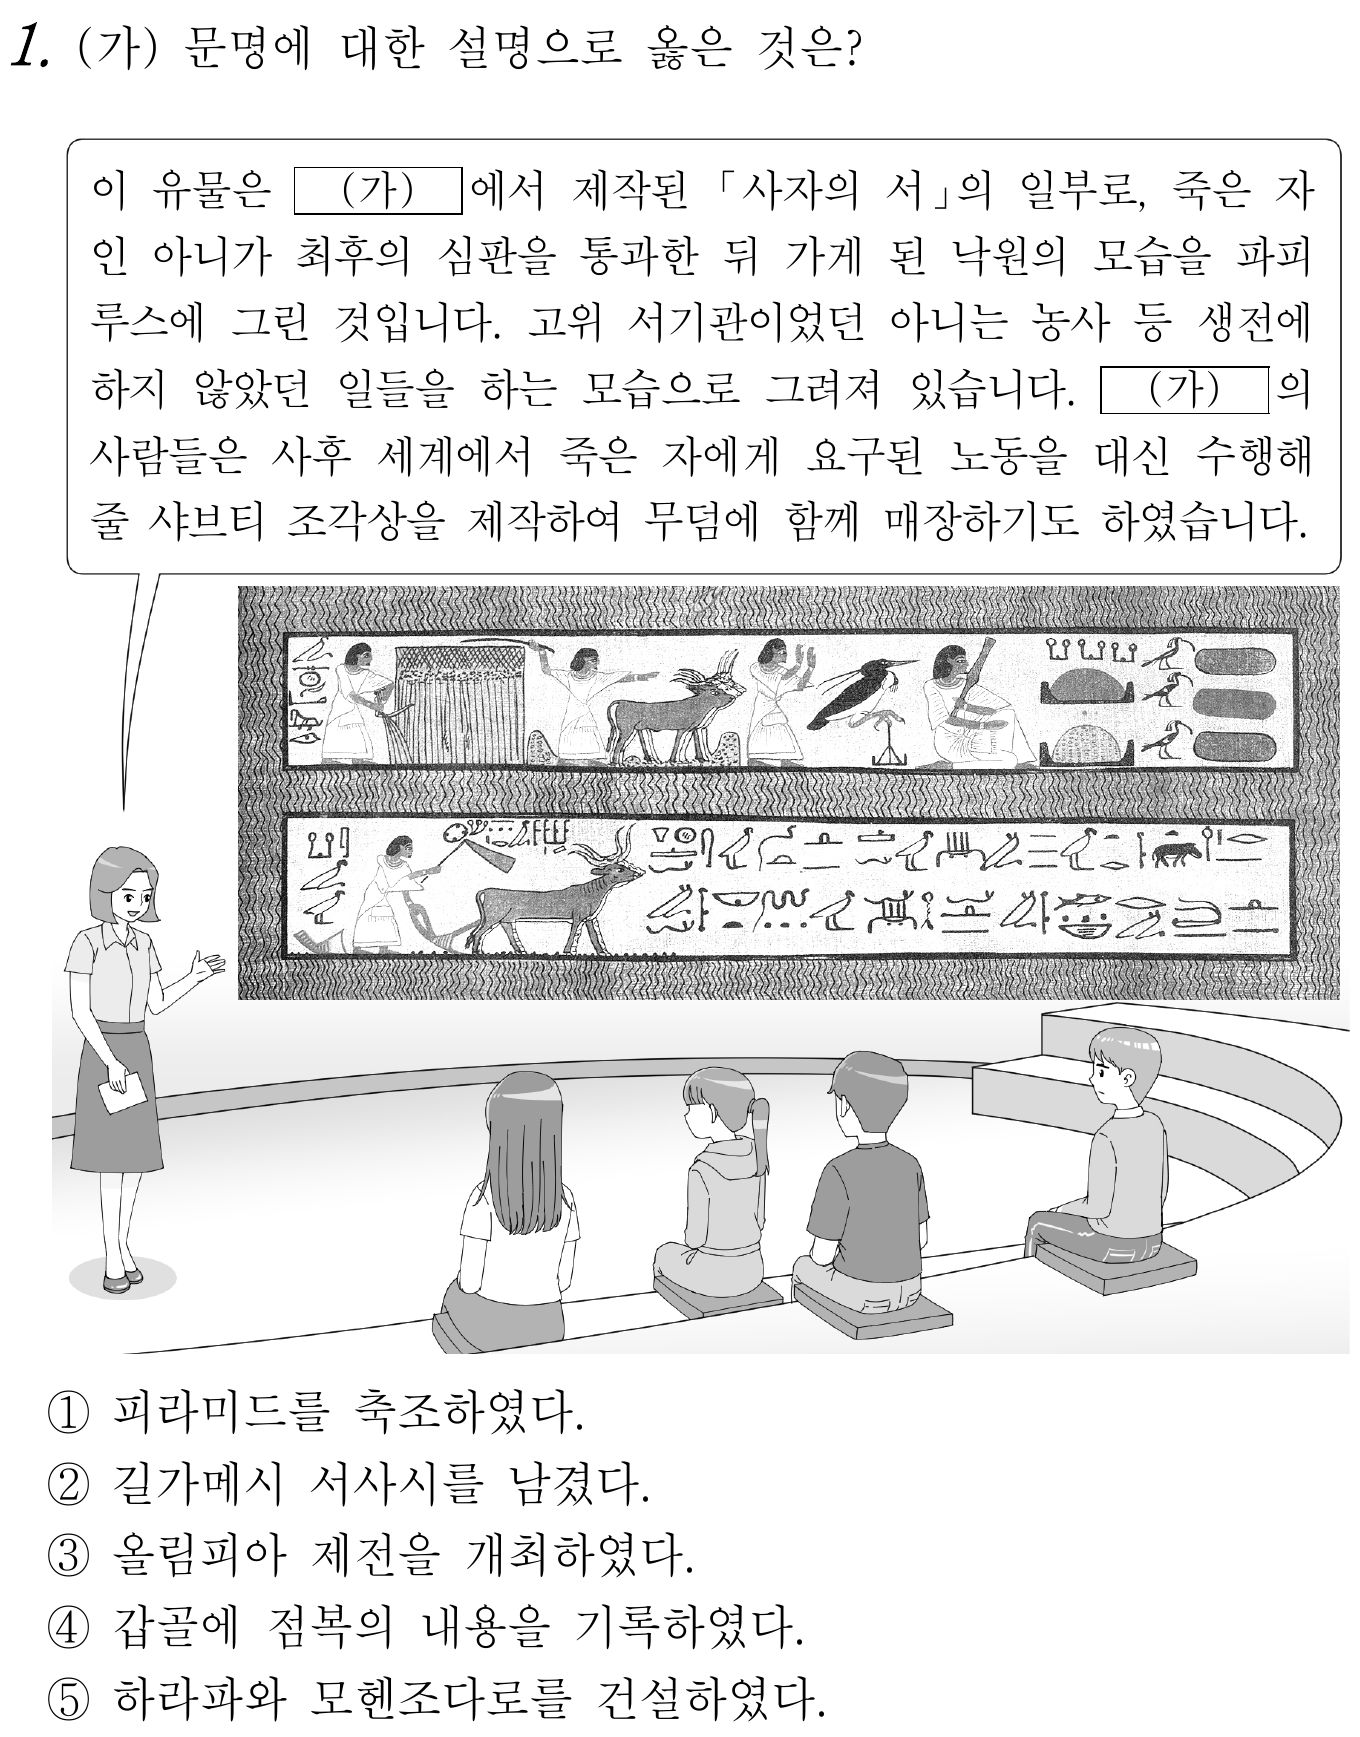 1. (가) 문명에 대한 설명으로 옳은 것은?
이 유물은 (가) 에서 제작된 「사자의 서」의 일부로, 죽은 자
인 아니가 최후의 심판을 통과한 뒤 가게 된 낙원의 모습을 파피
루스에 그린 것입니다. 고위 서기관이었던 아니는 농사 등 생전에
하지 않았던 일들을 하는 모습으로 그려져 있습니다. (가) 의
사람들은 사후 세계에서 죽은 자에게 요구된 노동을 대신 수행해
줄 샤브티 조각상을 제작하여 무덤에 함께 매장하기도 하였습니다.
① 피라미드를 축조하였다.
② 길가메시 서사시를 남겼다.
③ 올림피아 제전을 개최하였다.
④ 갑골에 점복의 내용을 기록하였다.
⑤ 하라파와 모헨조다로를 건설하였다.